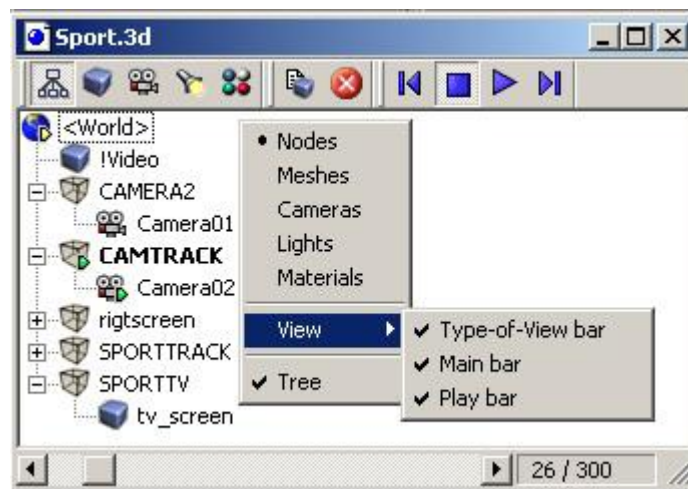 Sport.3d
<World>
!Video
CAMERA2
Camera01
CAMTRACK
Camera02
rigtscreen
SPORTTRACK
SPORTTV
tv_screen
Nodes
Meshes
Cameras
Lights
Materials
View
Tree
Type-of-View bar
Main bar
Play bar
26 / 300